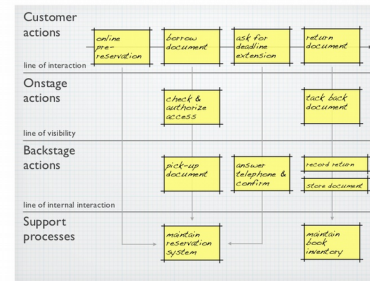 Customer
actions
online
pre-
reservation
borrow
document
ask for
deadline
extension
return
document
line of interaction
Onstage
actions
check &
authorize
access
tack back
document
line of visibility
Backstage
actions
pick-up
document
answer
telephone &
confirm
record return
store document
line of internal interaction
Support
processes
maintain
reservation
system
maintain
book
inventory